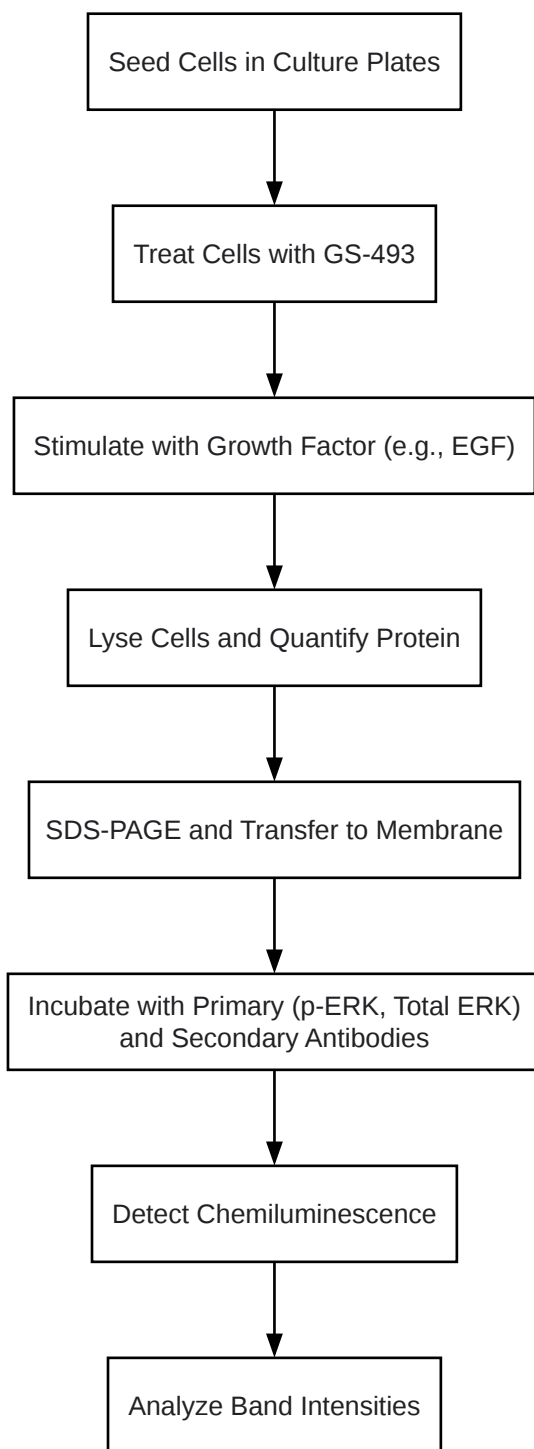 Seed Cells in Culture Plates
Treat Cells with GS-493
Stimulate with Growth Factor (e.g., EGF)
Lyse Cells and Quantify Protein
SDS-PAGE and Transfer to Membrane
Incubate with Primary (p-ERK, Total ERK)
and Secondary Antibodies
Detect Chemiluminescence
Analyze Band Intensities